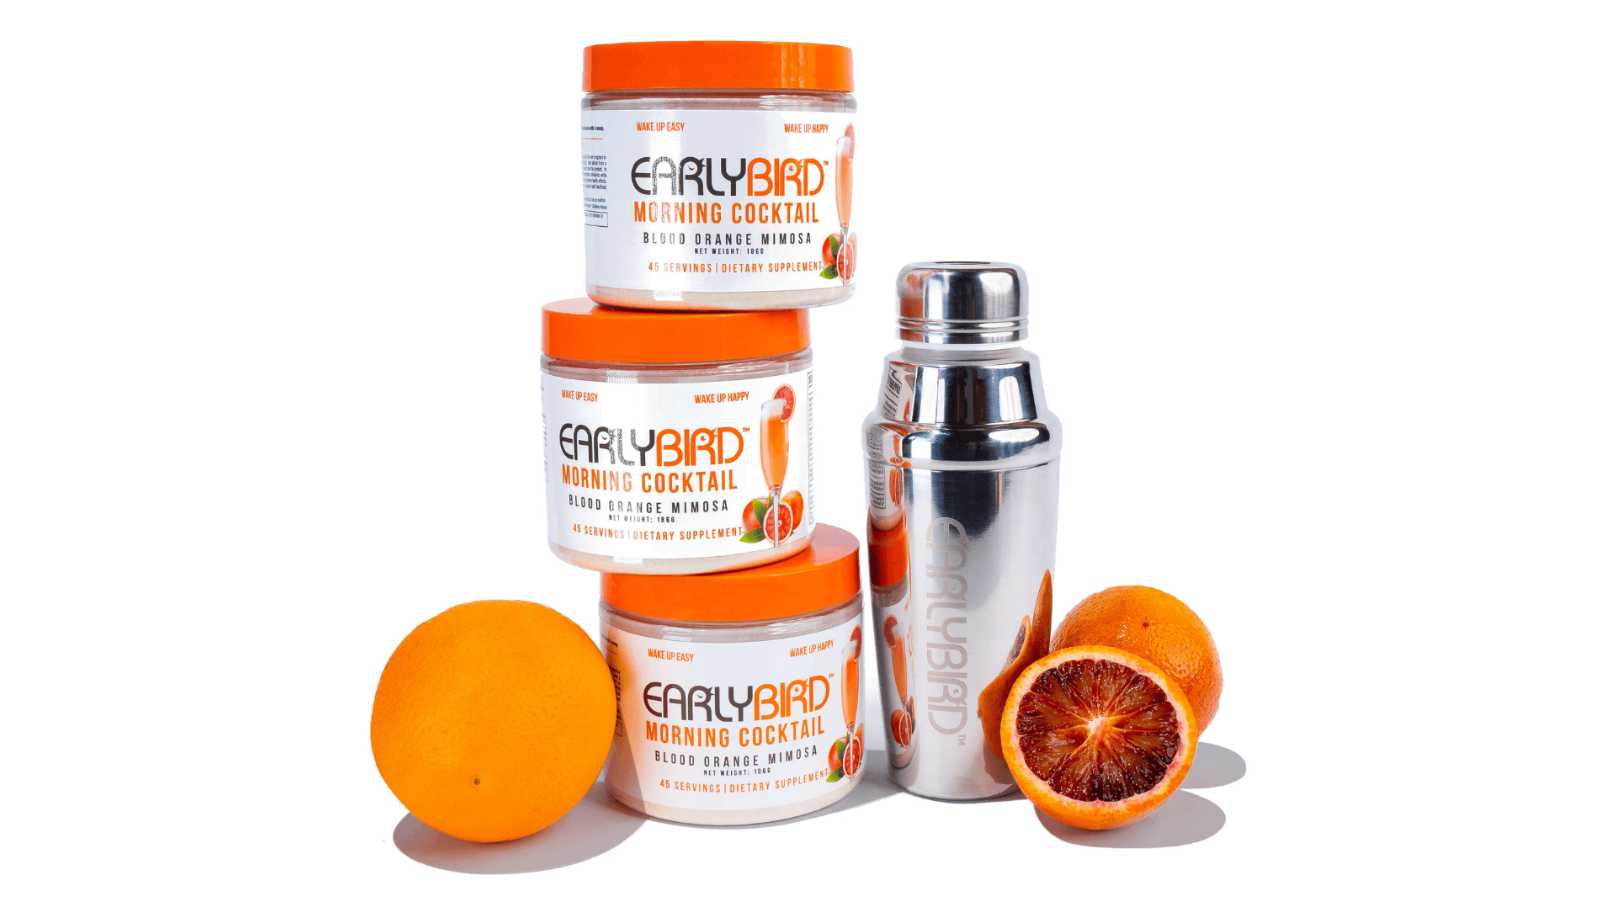 WAKE UP EASY WAKE UP HAPPY
EARLYBIRD™
MORNING COCKTAIL
BLOOD ORANGE MIMOSA
NET WEIGHT: 186G
45 SERVINGS | DIETARY SUPPLEMENT
WAKE UP EASY WAKE UP HAPPY
EARLYBIRD™
MORNING COCKTAIL
BLOOD ORANGE MIMOSA
NET WEIGHT: 186G
45 SERVINGS | DIETARY SUPPLEMENT
WAKE UP EASY WAKE UP HAPPY
EARLYBIRD™
MORNING COCKTAIL
BLOOD ORANGE MIMOSA
NET WEIGHT: 186G
45 SERVINGS | DIETARY SUPPLEMENT
EARLYBIRD™